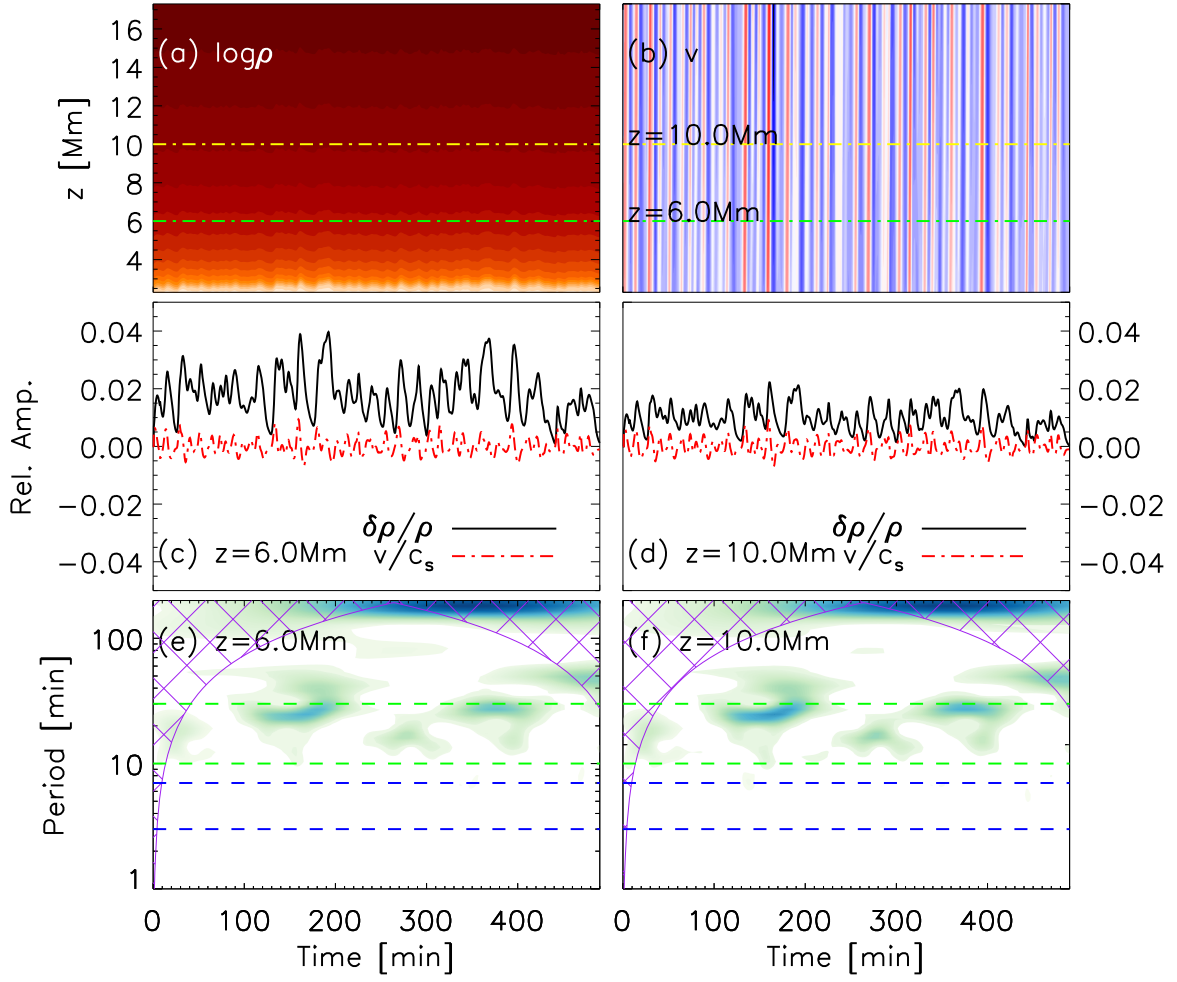 (a) logρ
(b) v
16
14
12
10
8
6
4
z [Mm]
z=10.0Mm
z=6.0Mm
0.04
0.02
0.00
−0.02
−0.04
Rel. Amp.
δρ/ρ
(c) z=6.0Mm v/cs
δρ/ρ
(d) z=10.0Mm v/cs
0.04
0.02
0.00
−0.02
−0.04
(e) z=6.0Mm
(f) z=10.0Mm
100
10
1
Period [min]
0 100 200 300 400
0 100 200 300 400
Time [min]
Time [min]